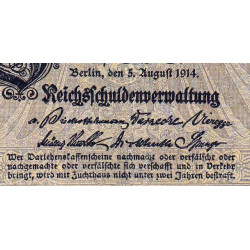 Berlin, den 5. August 1914.
Reichsschuldenverwaltung
Wer Darlehenskassenscheine nachmacht oder verfälscht oder
nachgemachte oder verfälschte sich verschafft und in Verkehr
bringt, wird mit Zuchthaus nicht unter zwei Jahren bestraft.